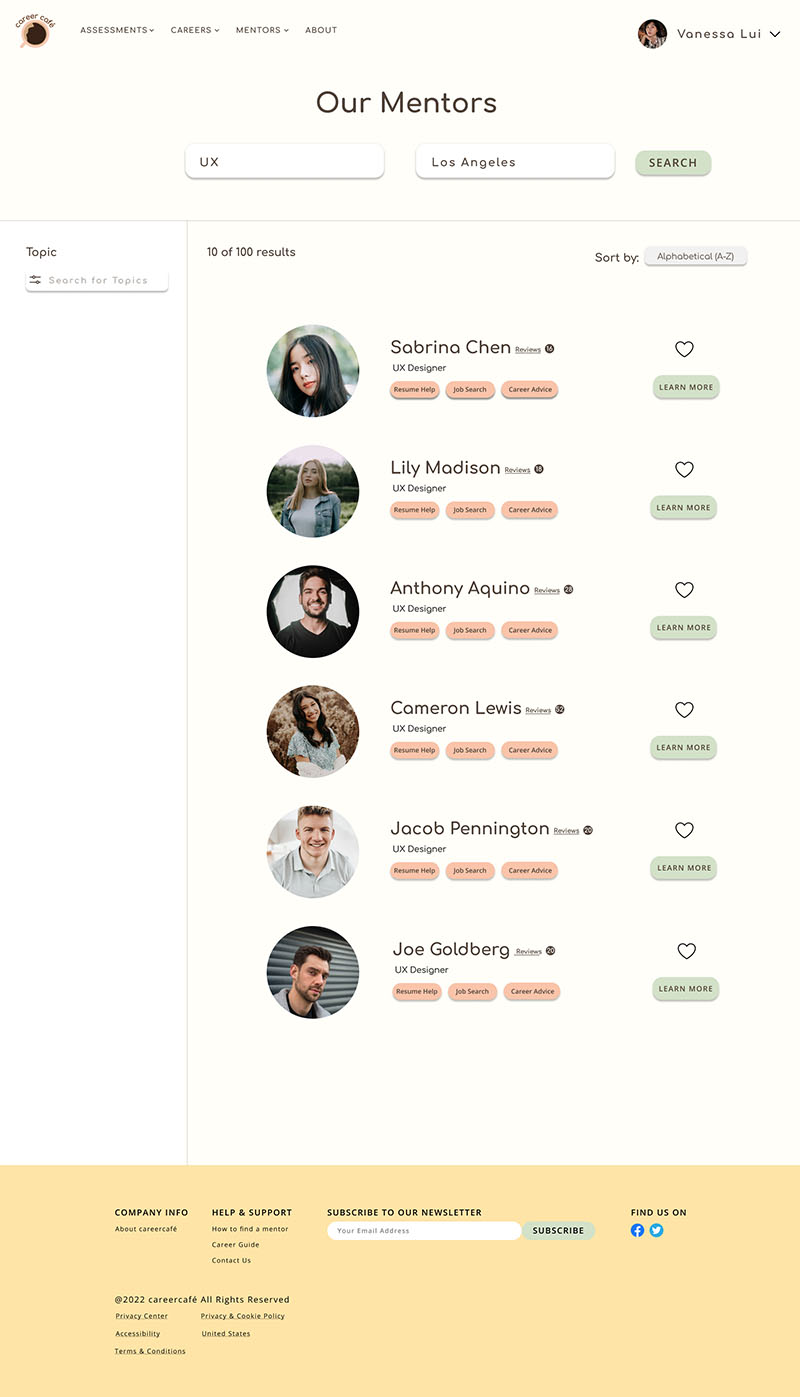 career café
ASSESSMENTS CAREERS MENTORS ABOUT
Vanessa Lui
Our Mentors
UX Los Angeles SEARCH
Topic
Search for Topics
10 of 100 results
Sort by: Alphabetical (A-Z)
Sabrina Chen Reviews 16
UX Designer
Resume Help Job Search Career Advice
LEARN MORE
Lily Madison Reviews 18
UX Designer
Resume Help Job Search Career Advice
LEARN MORE
Anthony Aquino Reviews 28
UX Designer
Resume Help Job Search Career Advice
LEARN MORE
Cameron Lewis Reviews
UX Designer
Resume Help Job Search Career Advice
LEARN MORE
Jacob Pennington Reviews 20
UX Designer
Resume Help Job Search Career Advice
LEARN MORE
Joe Goldberg Reviews 20
UX Designer
Resume Help Job Search Career Advice
LEARN MORE
COMPANY INFO
About careercafé
HELP & SUPPORT
How to find a mentor
Career Guide
Contact Us
SUBSCRIBE TO OUR NEWSLETTER
Your Email Address SUBSCRIBE
FIND US ON
@2022 careercafé All Rights Reserved
Privacy Center Privacy & Cookie Policy
Accessibility United States
Terms & Conditions